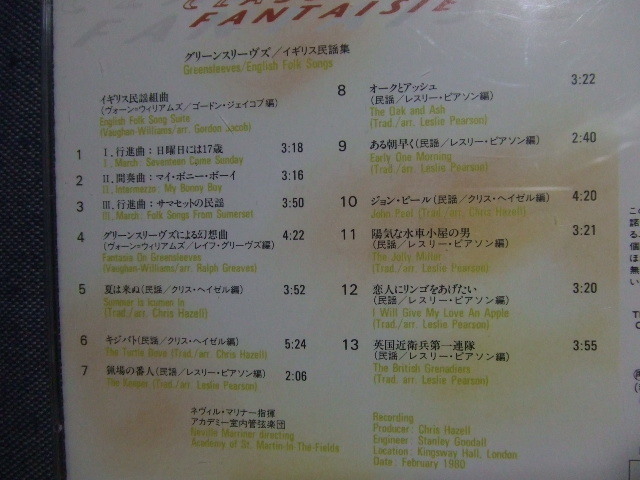 FANTAISIE
グリーンスリーヴズ／イギリス民謡集
Greensleeves/English Folk Songs
イギリス民謡組曲
(ヴォーン＝ウィリアムズ／ゴードン・ジェイコブ編)
English Folk Song Suite
(Vaughan-Williams/arr. Gordon Jacob)
1 I. 行進曲：日曜日には17歳 3:18
I. March: Seventeen Come Sunday
2 II. 間奏曲：マイ・ボニー・ボーイ 3:16
II. Intermezzo: My Bonny Boy
3 III. 行進曲：サマセットの民謡 3:50
III. March: Folk Songs From Somerset
4 グリーンスリーヴズによる幻想曲 4:22
(ヴォーン＝ウィリアムズ／レイフ・グリーヴズ編)
Fantasia On Greensleeves
(Vaughan-Williams/arr. Ralph Greaves)
5 夏は来ぬ(民謡／クリス・ヘイゼル編) 3:52
Summer Is Icumen In
(Trad./arr. Chris Hazell)
6 キジバト(民謡／クリス・ヘイゼル編) 5:24
The Turtle Dove (Trad./arr. Chris Hazell)
7 猟場の番人(民謡／レスリー・ピアソン編) 2:06
The Keeper (Trad./arr. Leslie Pearson)
ネヴィル・マリナー指揮
アカデミー室内管弦楽団
Neville Marriner directing
Academy of St. Martin-In-The-Fields
8 オークとアッシュ 3:22
(民謡／レスリー・ピアソン編)
The Oak and Ash
(Trad./arr. Leslie Pearson)
9 ある朝早く(民謡／レスリー・ピアソン編) 2:40
Early One Morning
(Trad./arr. Leslie Pearson)
10 ジョン・ピール(民謡／クリス・ヘイゼル編) 4:20
John Peel (Trad./arr. Chris Hazell)
11 陽気な水車小屋の男 3:21
(民謡／レスリー・ピアソン編)
The Jolly Miller
(Trad./arr. Leslie Pearson)
12 恋人にリンゴをあげたい 3:20
(民謡／レスリー・ピアソン編)
I Will Give My Love An Apple
(Trad./arr. Leslie Pearson)
13 英国近衛兵第一連隊 3:55
(民謡／レスリー・ピアソン編)
The British Grenadiers
(Trad./arr. Leslie Pearson)
Recording
Producer: Chris Hazell
Engineer: Stanley Goodall
Location: Kingsway Hall, London
Date: February 1980